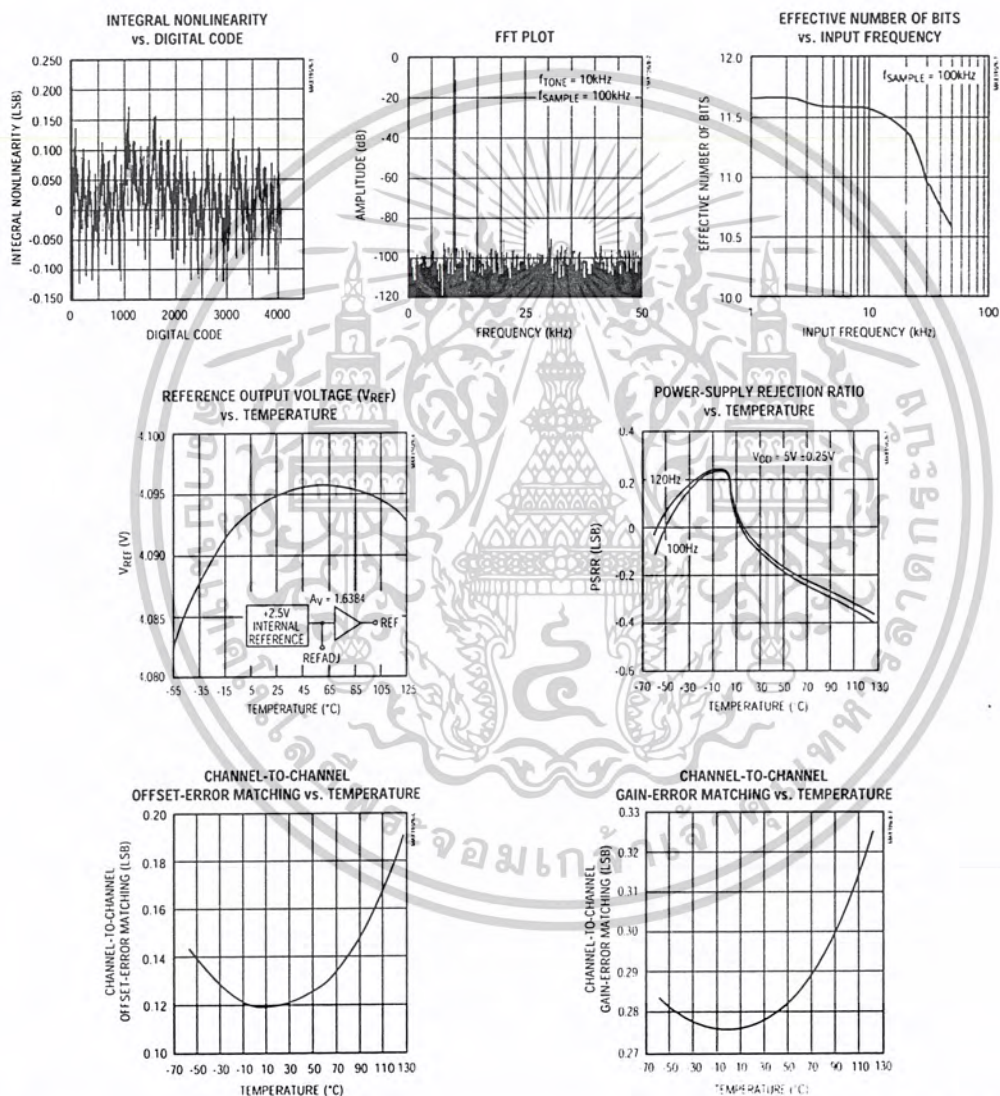 INTEGRAL NONLINEARITY
vs. DIGITAL CODE
0.250
0.200
0.150
0.100
0.050
0
-0.050
-0.100
-0.150
INTEGRAL NONLINEARITY (LSB)
0 1000 2000 3000 4000
DIGITAL CODE
FFT PLOT
0
-20
-40
-60
-80
-100
-120
AMPLITUDE (dB)
fTONE = 10kHz
fSAMPLE = 100kHz
0 25 50
FREQUENCY (kHz)
EFFECTIVE NUMBER OF BITS
vs. INPUT FREQUENCY
12.0
11.5
11.0
10.5
10.0
EFFECTIVE NUMBER OF BITS
fSAMPLE = 100kHz
1 10 100
INPUT FREQUENCY (kHz)
REFERENCE OUTPUT VOLTAGE (VREF)
vs. TEMPERATURE
4.100
4.095
4.090
4.085
4.080
VREF (V)
AV = 1.6384
+2.5V
INTERNAL
REFERENCE
REF
REFADJ
-55 -35 -15 5 25 45 65 85 105 125
TEMPERATURE (°C)
POWER-SUPPLY REJECTION RATIO
vs. TEMPERATURE
0.4
0.2
0
-0.2
-0.4
-0.6
PSRR (LSB)
VDD = 5V ±0.25V
120Hz
100Hz
-70 -50 -30 -10 10 30 50 70 90 110 130
TEMPERATURE (°C)
CHANNEL-TO-CHANNEL
OFFSET-ERROR MATCHING vs. TEMPERATURE
0.20
0.18
0.16
0.14
0.12
0.10
CHANNEL-TO-CHANNEL
OFFSET-ERROR MATCHING (LSB)
-70 -50 -30 -10 10 30 50 70 90 110 130
TEMPERATURE (°C)
CHANNEL-TO-CHANNEL
GAIN-ERROR MATCHING vs. TEMPERATURE
0.33
0.32
0.31
0.30
0.29
0.28
0.27
CHANNEL-TO-CHANNEL
GAIN-ERROR MATCHING (LSB)
-70 -50 -30 -10 10 30 50 70 90 110 130
TEMPERATURE (°C)